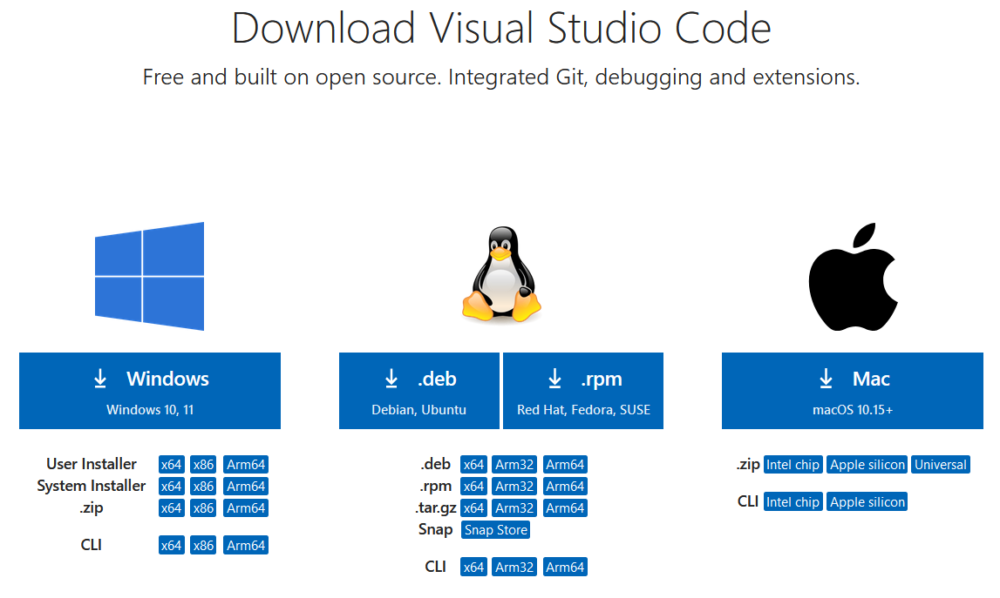 Download Visual Studio Code
Free and built on open source. Integrated Git, debugging and extensions.
Windows
Windows 10, 11
User Installer x64 x86 Arm64
System Installer x64 x86 Arm64
.zip x64 x86 Arm64
CLI x64 x86 Arm64
.deb
Debian, Ubuntu
.rpm
Red Hat, Fedora, SUSE
.deb x64 Arm32 Arm64
.rpm x64 Arm32 Arm64
.tar.gz x64 Arm32 Arm64
Snap Snap Store
CLI x64 Arm32 Arm64
Mac
macOS 10.15+
.zip Intel chip Apple silicon Universal
CLI Intel chip Apple silicon